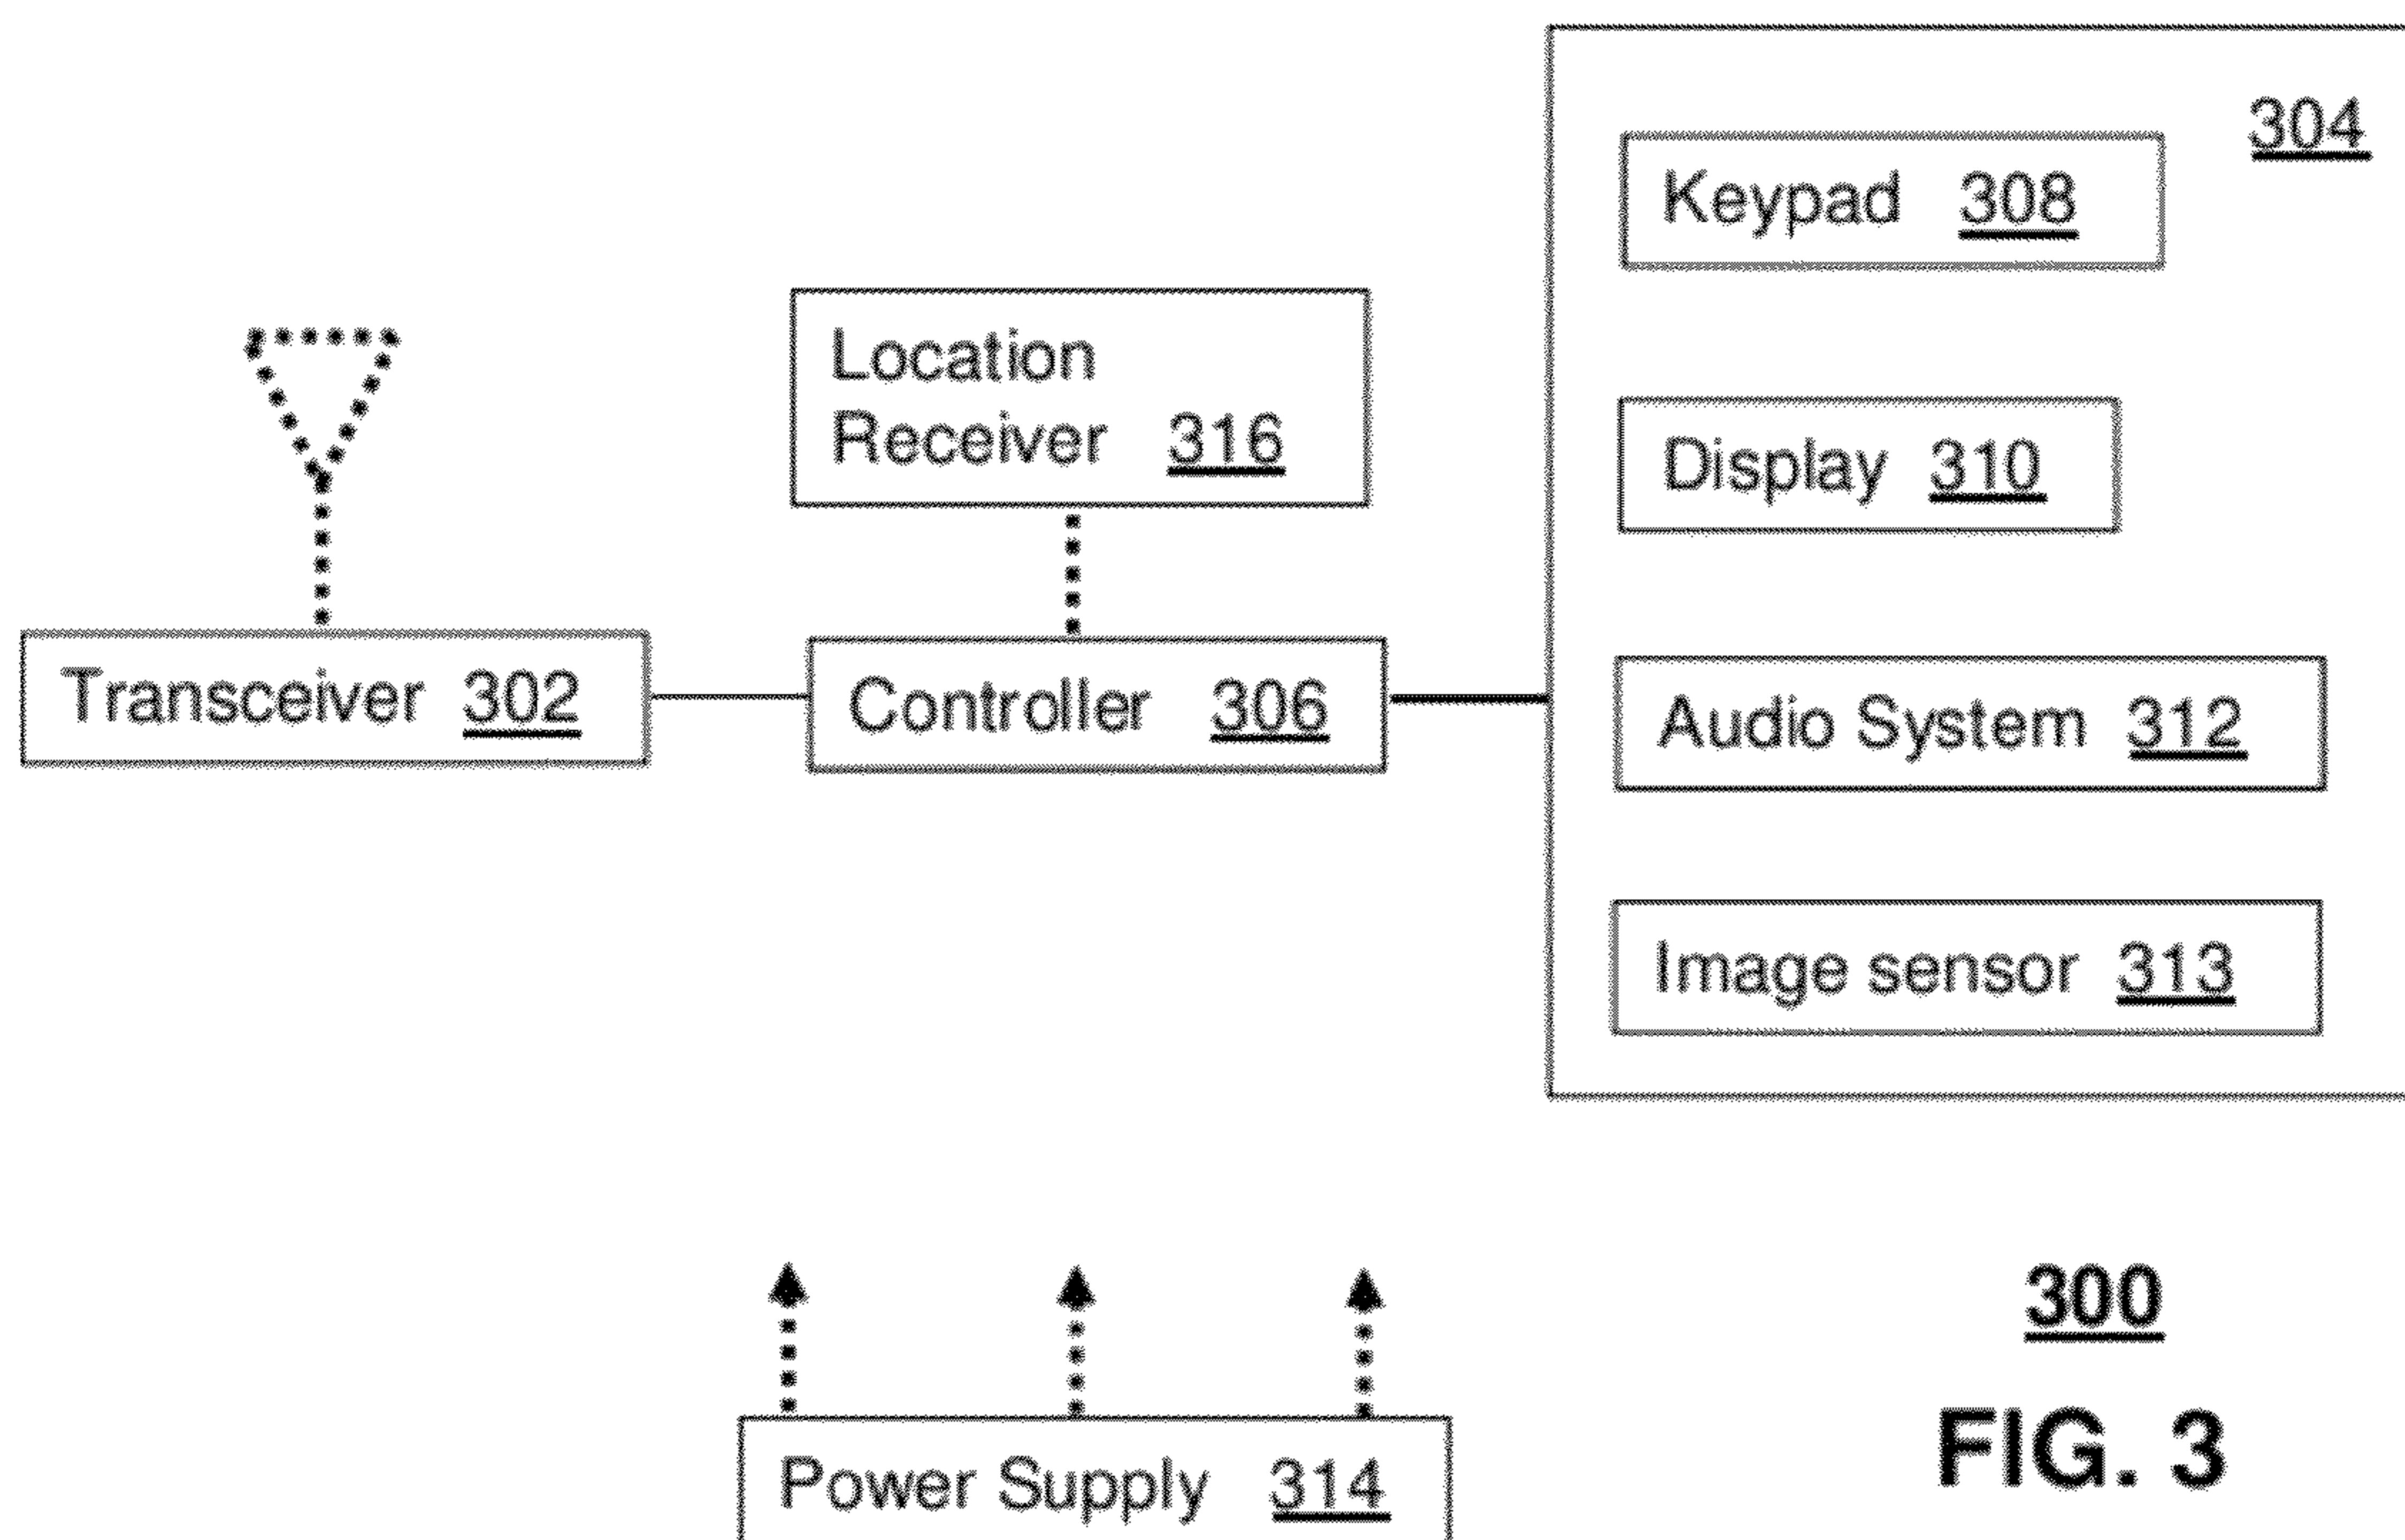 304
Keypad 308
Location
Receiver 316
Display 310
Transceiver 302
Controller 306
Audio System 312
Image sensor 313
300
Power Supply 314
FIG. 3